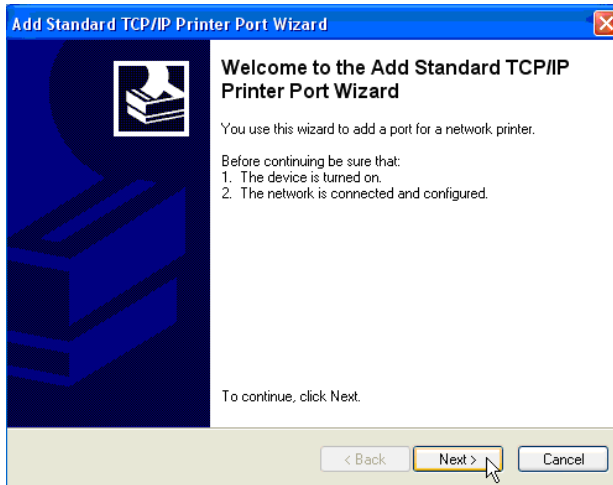 Add Standard TCP/IP Printer Port Wizard
Welcome to the Add Standard TCP/IP
Printer Port Wizard
You use this wizard to add a port for a network printer.
Before continuing be sure that:
1. The device is turned on.
2. The network is connected and configured.
To continue, click Next.
< Back
Next >
Cancel